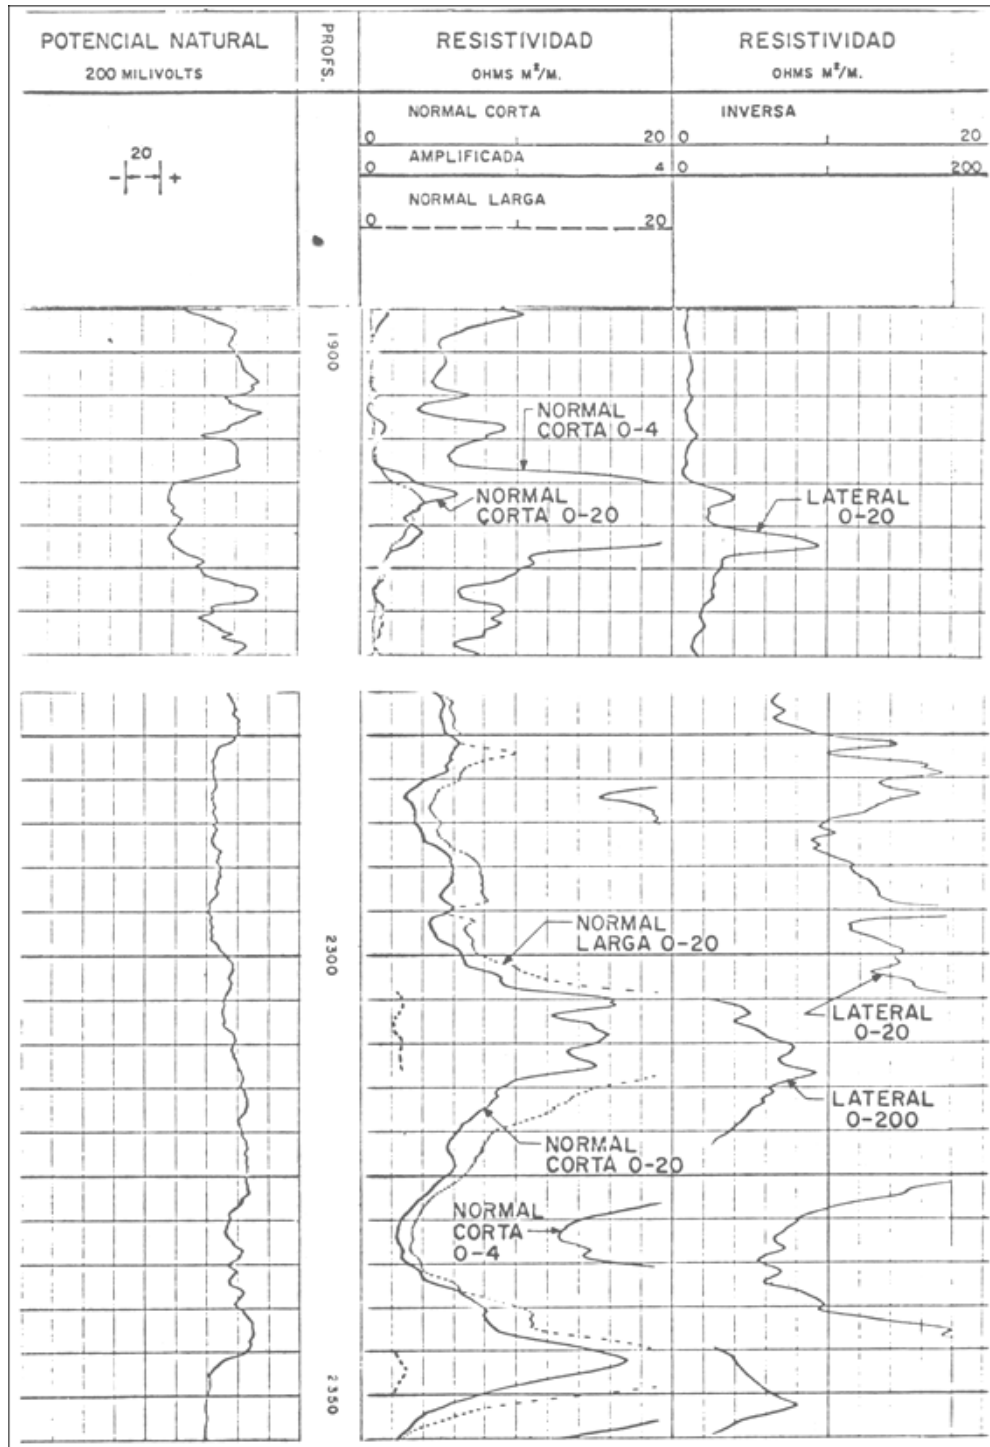 POTENCIAL NATURAL
200 MILIVOLTS
PROFS.
RESISTIVIDAD
OHMS M²/M.
RESISTIVIDAD
OHMS M²/M.
NORMAL CORTA
0 20
AMPLIFICADA
0 4
NORMAL LARGA
0 20
INVERSA
0 20
0 200
20
- +
1900
NORMAL
CORTA 0-4
NORMAL
CORTA 0-20
LATERAL
0-20
2300
NORMAL
LARGA 0-20
LATERAL
0-20
LATERAL
0-200
NORMAL
CORTA 0-20
NORMAL
CORTA
0-4
2350